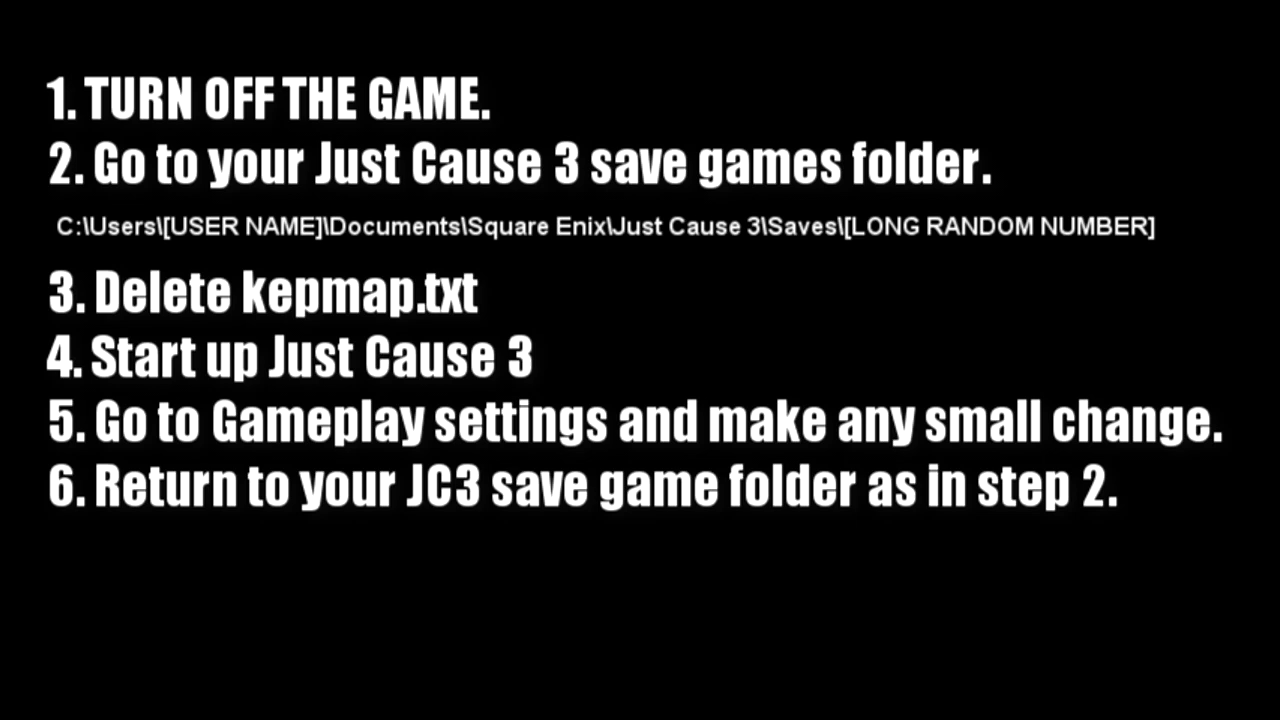 1. TURN OFF THE GAME.
2. Go to your Just Cause 3 save games folder.
C:\Users\[USER NAME]\Documents\Square Enix\Just Cause 3\Saves\[LONG RANDOM NUMBER]
3. Delete kepmap.txt
4. Start up Just Cause 3
5. Go to Gameplay settings and make any small change.
6. Return to your JC3 save game folder as in step 2.